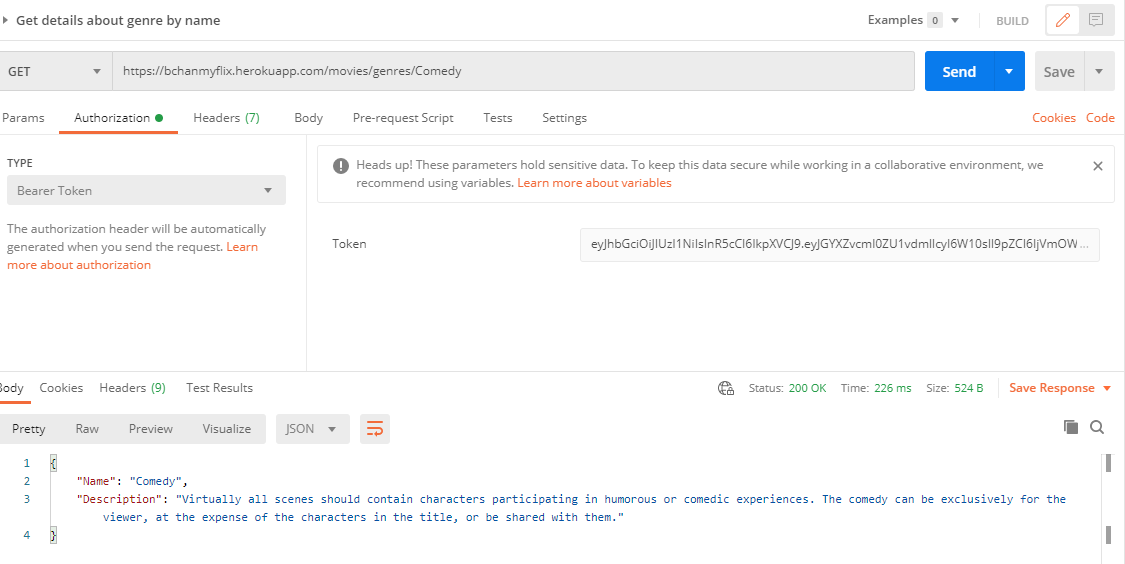 Get details about genre by name
Examples 0
BUILD
GET
https://bchanmyflix.herokuapp.com/movies/genres/Comedy
Send
Save
Params Authorization Headers (7) Body Pre-request Script Tests Settings Cookies Code
TYPE
Bearer Token
The authorization header will be automatically
generated when you send the request. Learn
more about authorization
Heads up! These parameters hold sensitive data. To keep this data secure while working in a collaborative environment, we
recommend using variables. Learn more about variables
Token
eyJhbGciOiJIUzI1NiIsInR5cCI6IkpXVCJ9.eyJGYXZvcml0ZU1vdmllcyI6W10sIl9pZCI6IjVmOW ...
Body Cookies Headers (9) Test Results
Status: 200 OK Time: 226 ms Size: 524 B Save Response
Pretty Raw Preview Visualize JSON
1 {
2 "Name": "Comedy",
3 "Description": "Virtually all scenes should contain characters participating in humorous or comedic experiences. The comedy can be exclusively for the
viewer, at the expense of the characters in the title, or be shared with them."
4 }